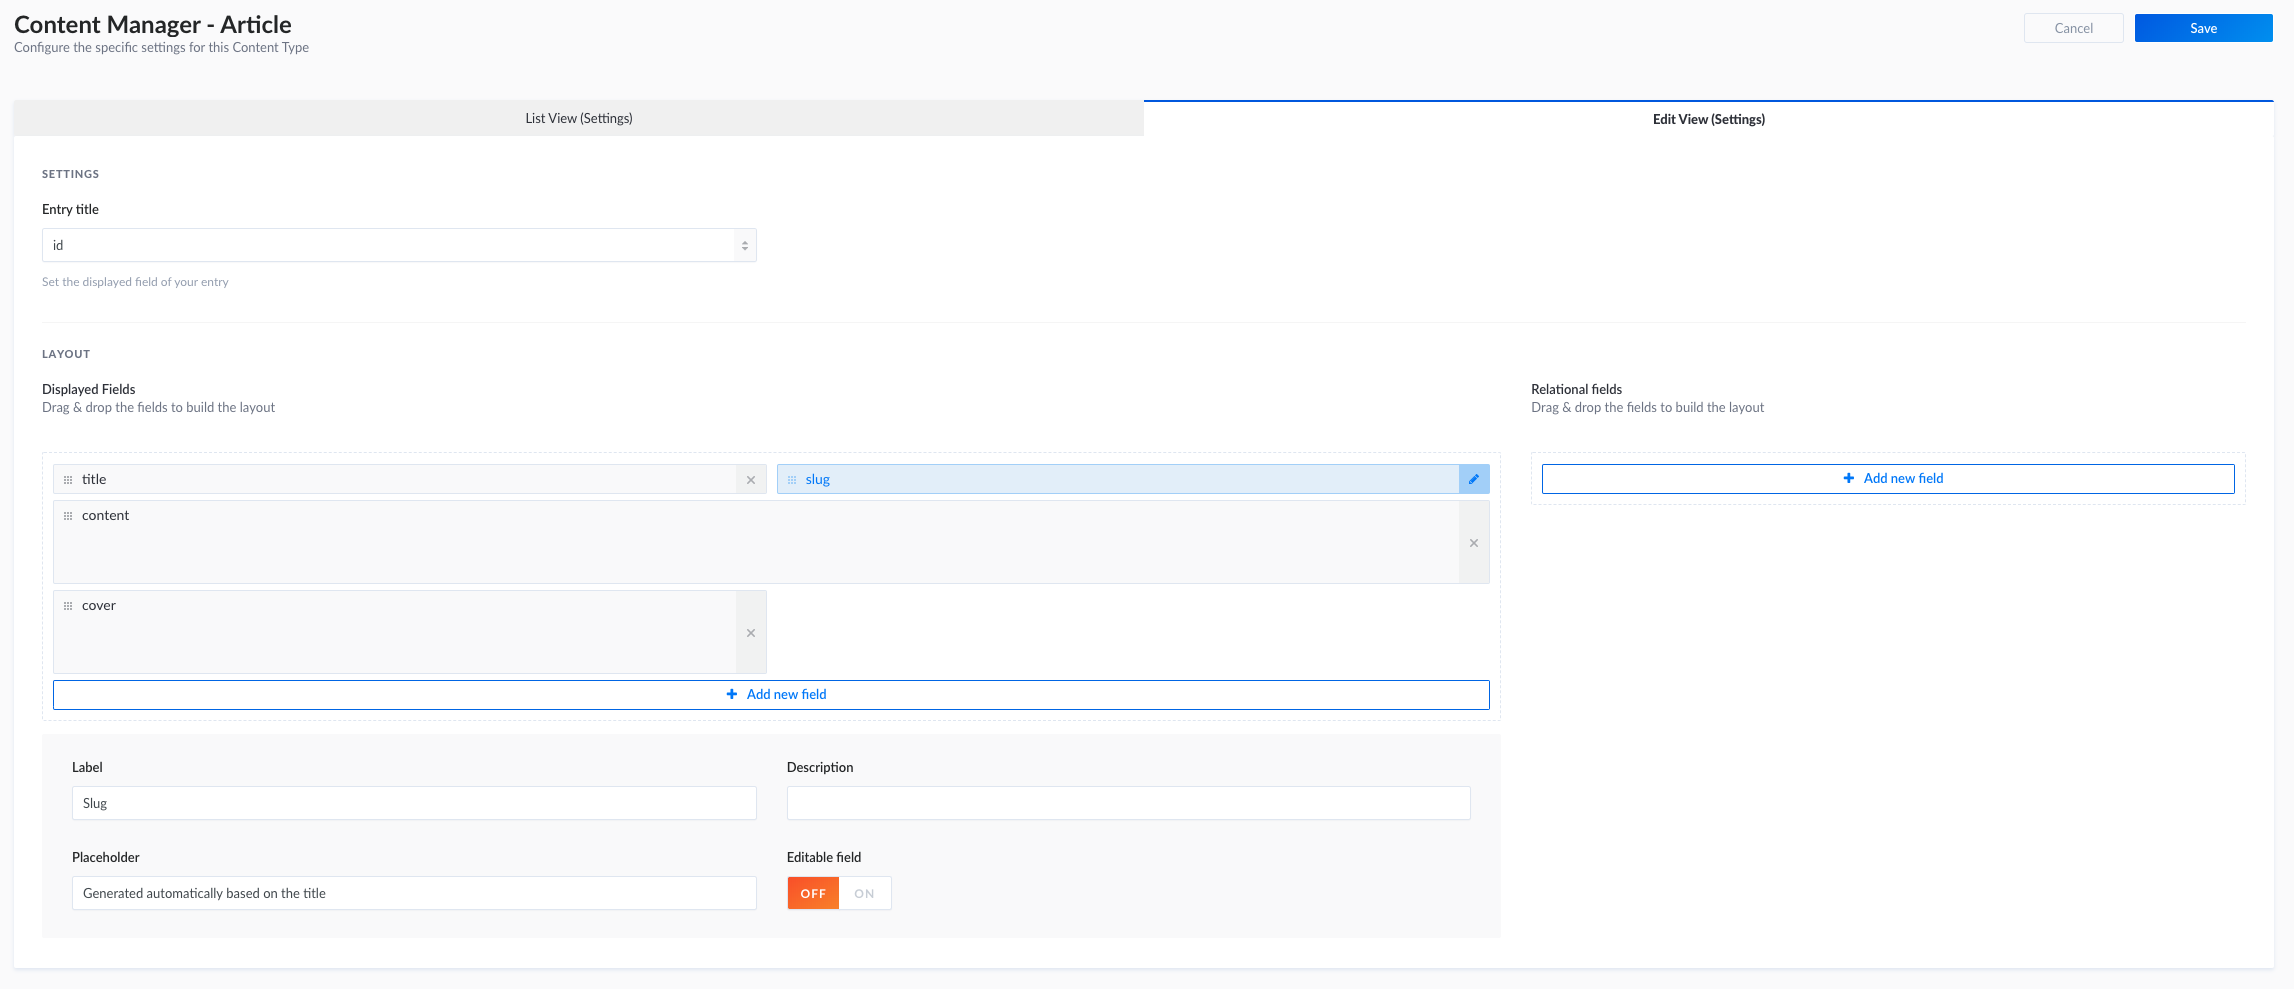 Content Manager - Article
Configure the specific settings for this Content Type
Cancel
Save
List View (Settings)
Edit View (Settings)
SETTINGS
Entry title
id
Set the displayed field of your entry
LAYOUT
Displayed Fields
Drag & drop the fields to build the layout
Relational fields
Drag & drop the fields to build the layout
title
slug
Add new field
content
cover
Add new field
Label
Description
Slug
Placeholder
Editable field
Generated automatically based on the title
OFF
ON